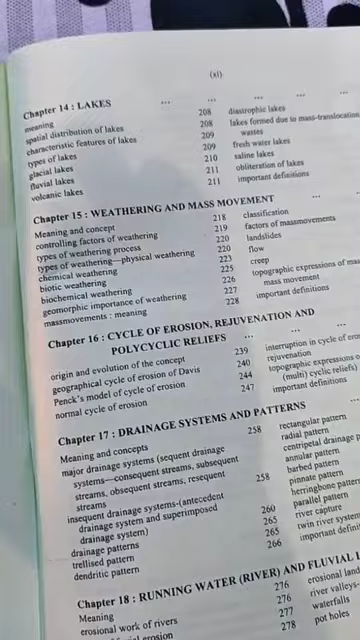 (xi)
Chapter 14 : LAKES ... ... ... ... ...
meaning 208 diastrophic lakes
spatial distribution of lakes 208 lakes formed due to mass-translocation
characteristic features of lakes 209 wastes
types of lakes 209 fresh water lakes
glacial lakes 210 saline lakes
fluvial lakes 211 obliteration of lakes
volcanic lakes 211 important definitions
Chapter 15 : WEATHERING AND MASS MOVEMENT ...
Meaning and concept 218 classification
controlling factors of weathering 219 factors of massmovements
types of weathering process 220 landslides
types of weathering—physical weathering 220 flow
chemical weathering 223 creep
biotic weathering 225 topographic expressions of
biochemical weathering 226 mass movement
geomorphic importance of weathering 227 important definitions
massmovements : meaning 228
Chapter 16 : CYCLE OF EROSION, REJUVENATION AND
POLYCYCLIC RELIEFS ... ... ...
origin and evolution of the concept 239 interruption in cycle of
geographical cycle of erosion of Davis 240 rejuvenation
Penck's model of cycle of erosion 244 topographic expressions
normal cycle of erosion 247 (multi) cyclic reliefs)
important definitions
Chapter 17 : DRAINAGE SYSTEMS AND PATTERNS ...
Meaning and concepts 258 rectangular pattern
major drainage systems (sequent drainage radial pattern
systems—consequent streams, subsequent centripetal drainage
streams, obsequent streams, resequent annular pattern
streams 258 barbed pattern
insequent drainage systems-(antecedent pinnate pattern
drainage system and superimposed herringbone
drainage system) 260 parallel pattern
drainage patterns 265 river capture
trellised pattern 265 twin river
dendritic pattern 266 important
Chapter 18 : RUNNING WATER (RIVER) AND FLUVIAL
Meaning 276 erosional
erosional work of rivers 276 river valleys-
erosion 277 waterfalls
278 pot holes